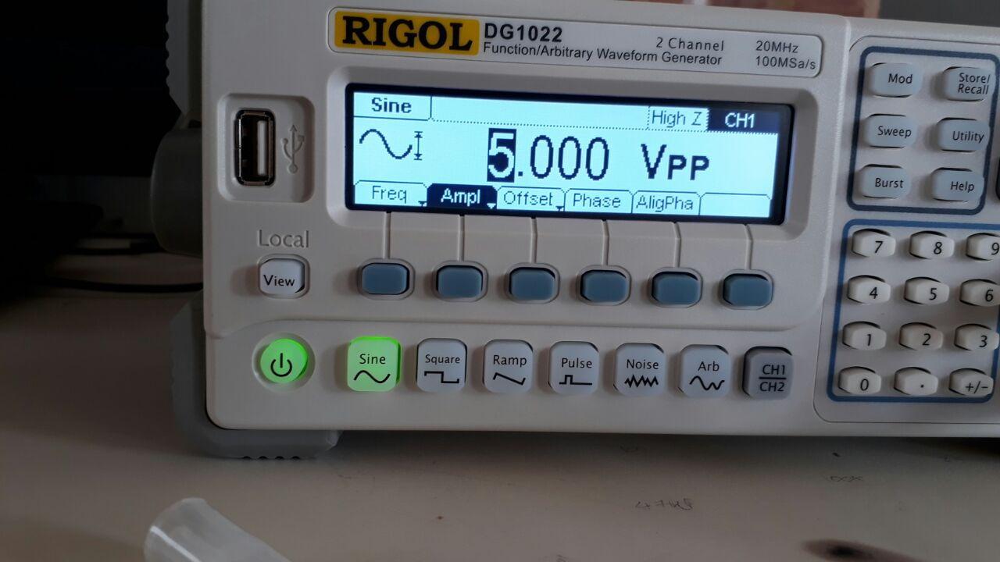 RIGOL DG1022 2 Channel 20MHz
Function/Arbitrary Waveform Generator 100MSa/s
Sine High Z CH1
5.000 VPP
Freq Ampl Offset Phase AligPha
Local
View
Sine Square Ramp Pulse Noise Arb CH1
CH2
Mod Store/
Recall
Sweep Utility
Burst Help
7 8 9
4 5 6
1 2 3
0 . +/-